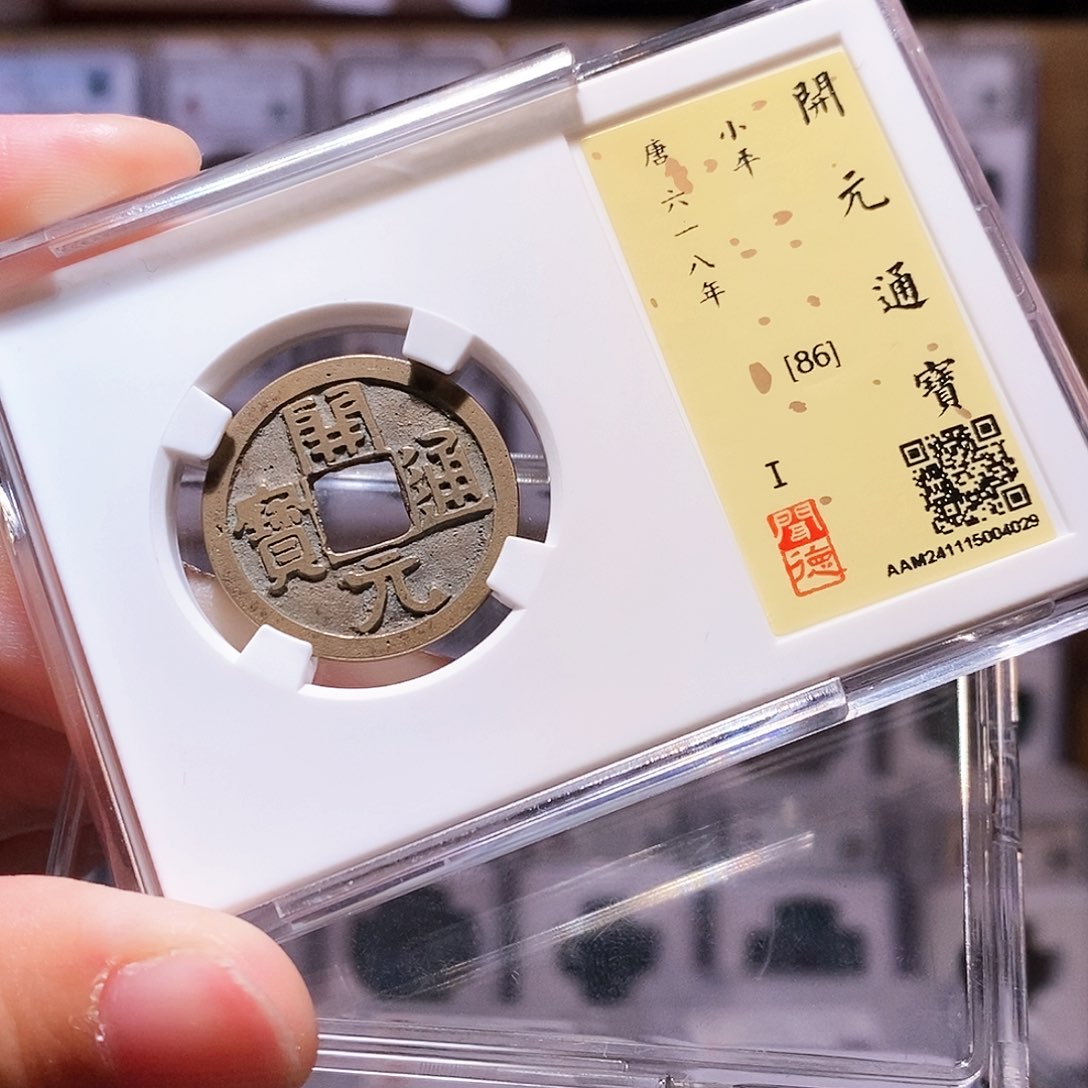 開元通寶
小平
唐六一八年
[86]
I
聞德
AAM241115004029
開元通寶